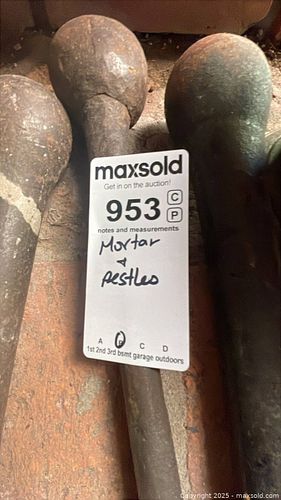 maxsold
Get in on the auction!
953 C
P
notes and measurements
Mortar
+
pestles
A B C D
1st 2nd 3rd bsmt garage outdoors
Copyright 2025 - maxsold.com